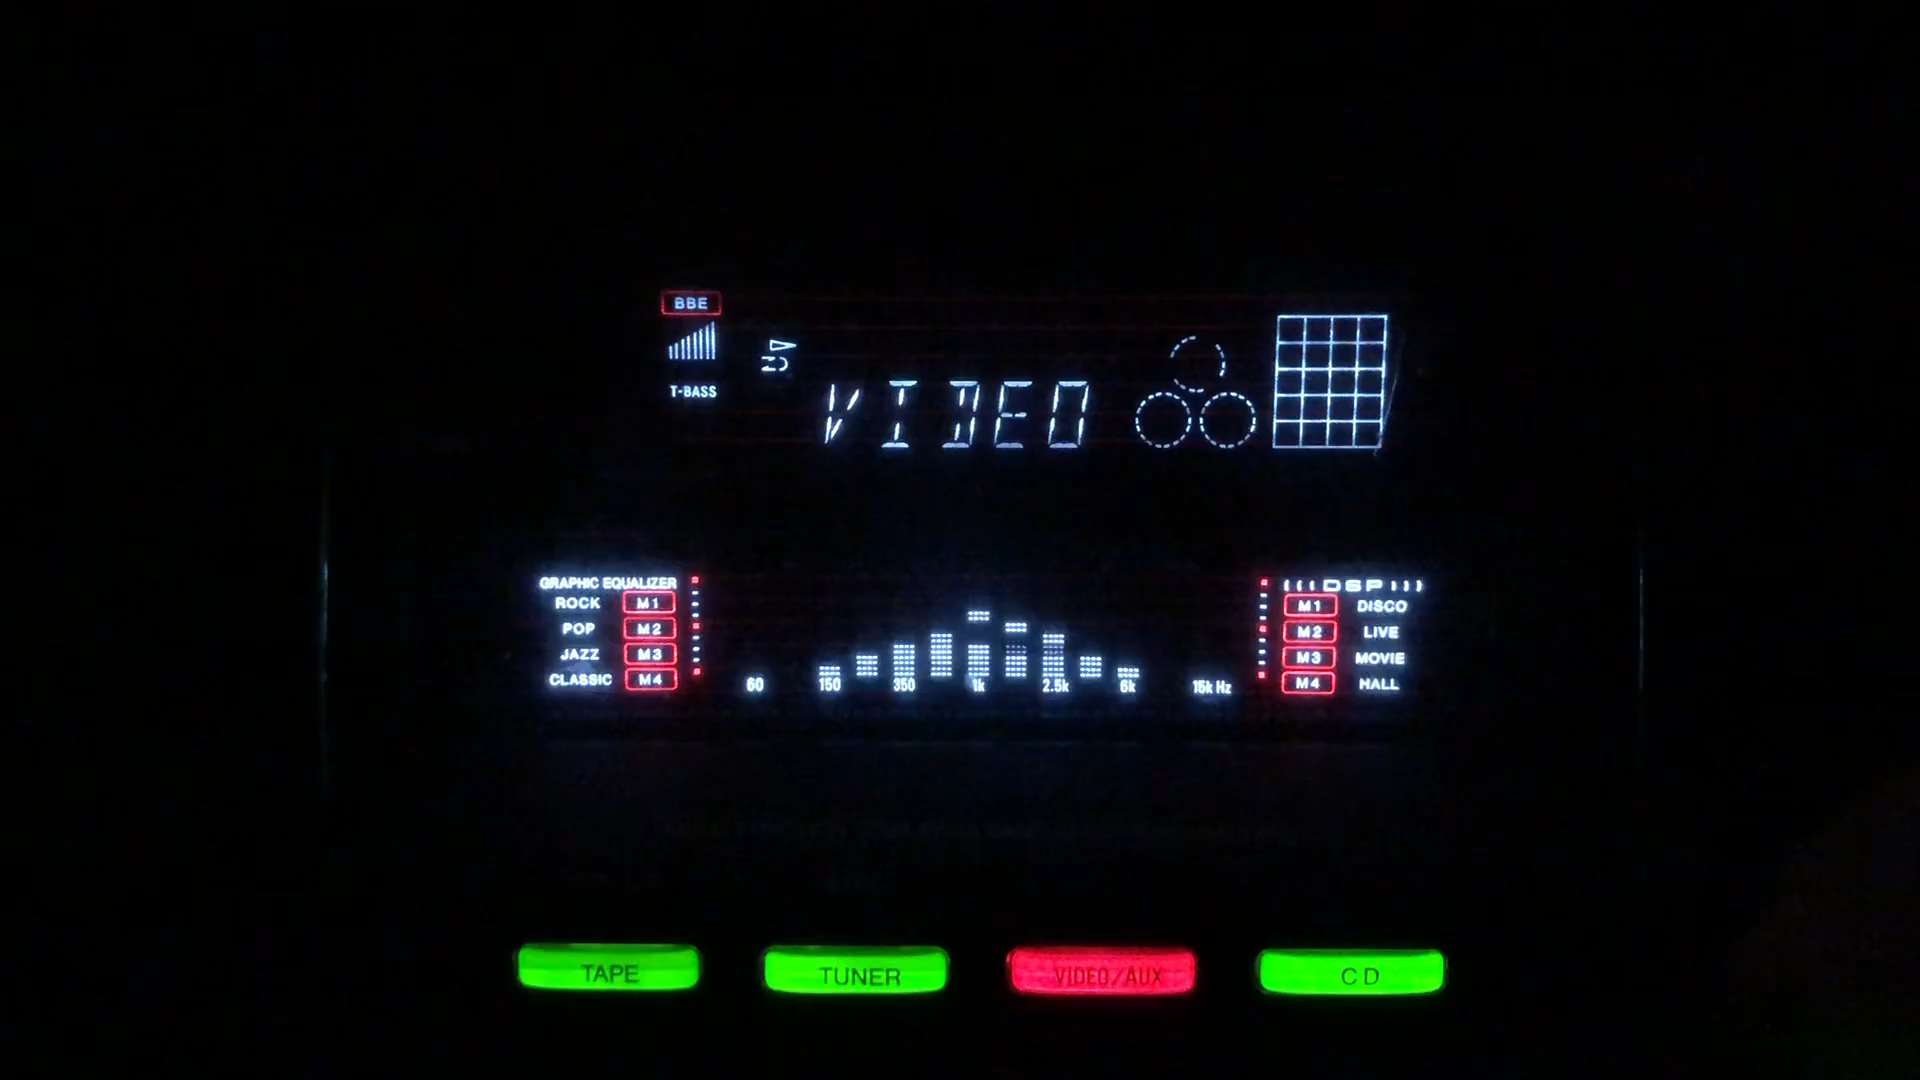 BBE
T-BASS
VIDEO
GRAPHIC EQUALIZER
ROCK M1
POP M2
JAZZ M3
CLASSIC M4
60 150 350 1k 2.5k 6k 15k Hz
DSP
M1 DISCO
M2 LIVE
M3 MOVIE
M4 HALL
TAPE TUNER VIDEO/AUX CD